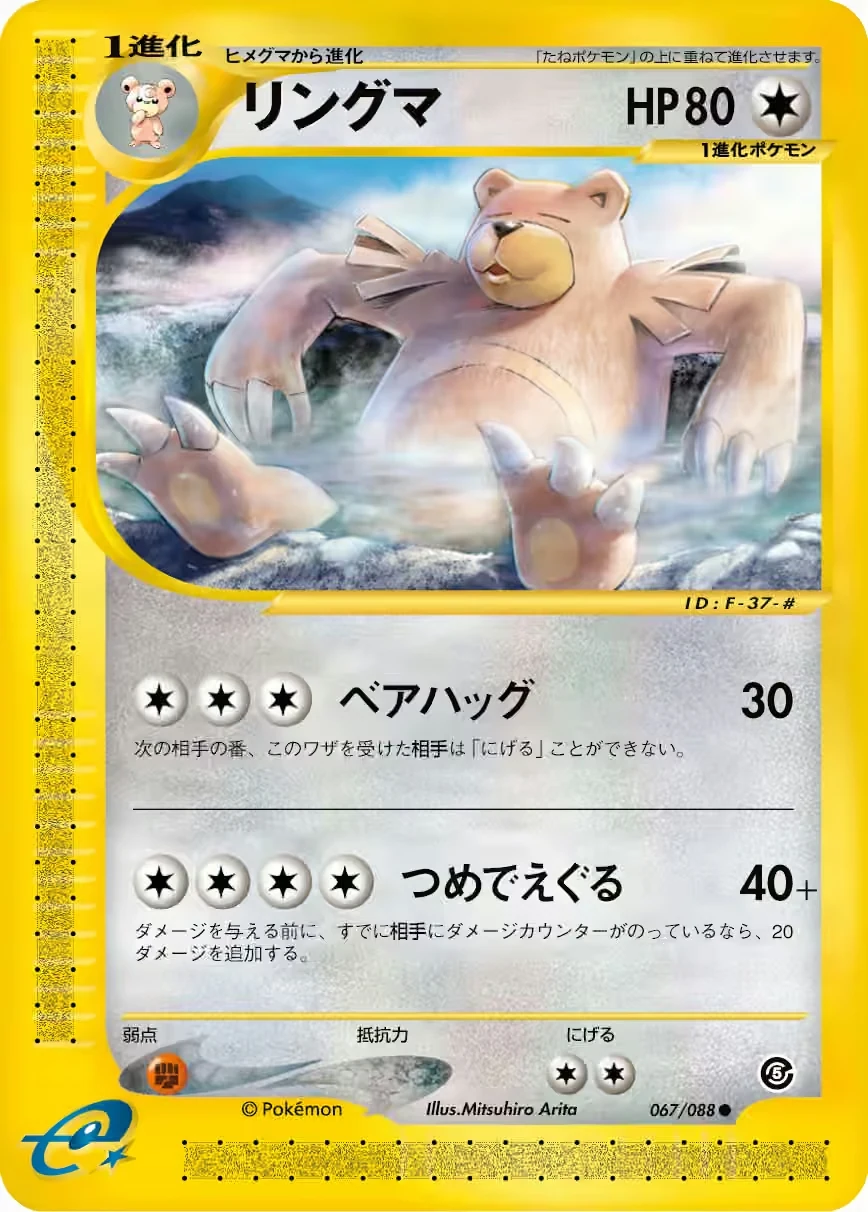 1進化
ヒメグマから進化
「たねポケモン」の上に重ねて進化させます。
リングマ
HP80
1進化ポケモン
ID : F-37-#
ベアハッグ 30
次の相手の番、このワザを受けた相手は「にげる」ことができない。
つめでえぐる 40+
ダメージを与える前に、すでに相手にダメージカウンターがのっているなら、20
ダメージを追加する。
弱点 抵抗力 にげる
5
© Pokémon Illus.Mitsuhiro Arita 067/088●
e